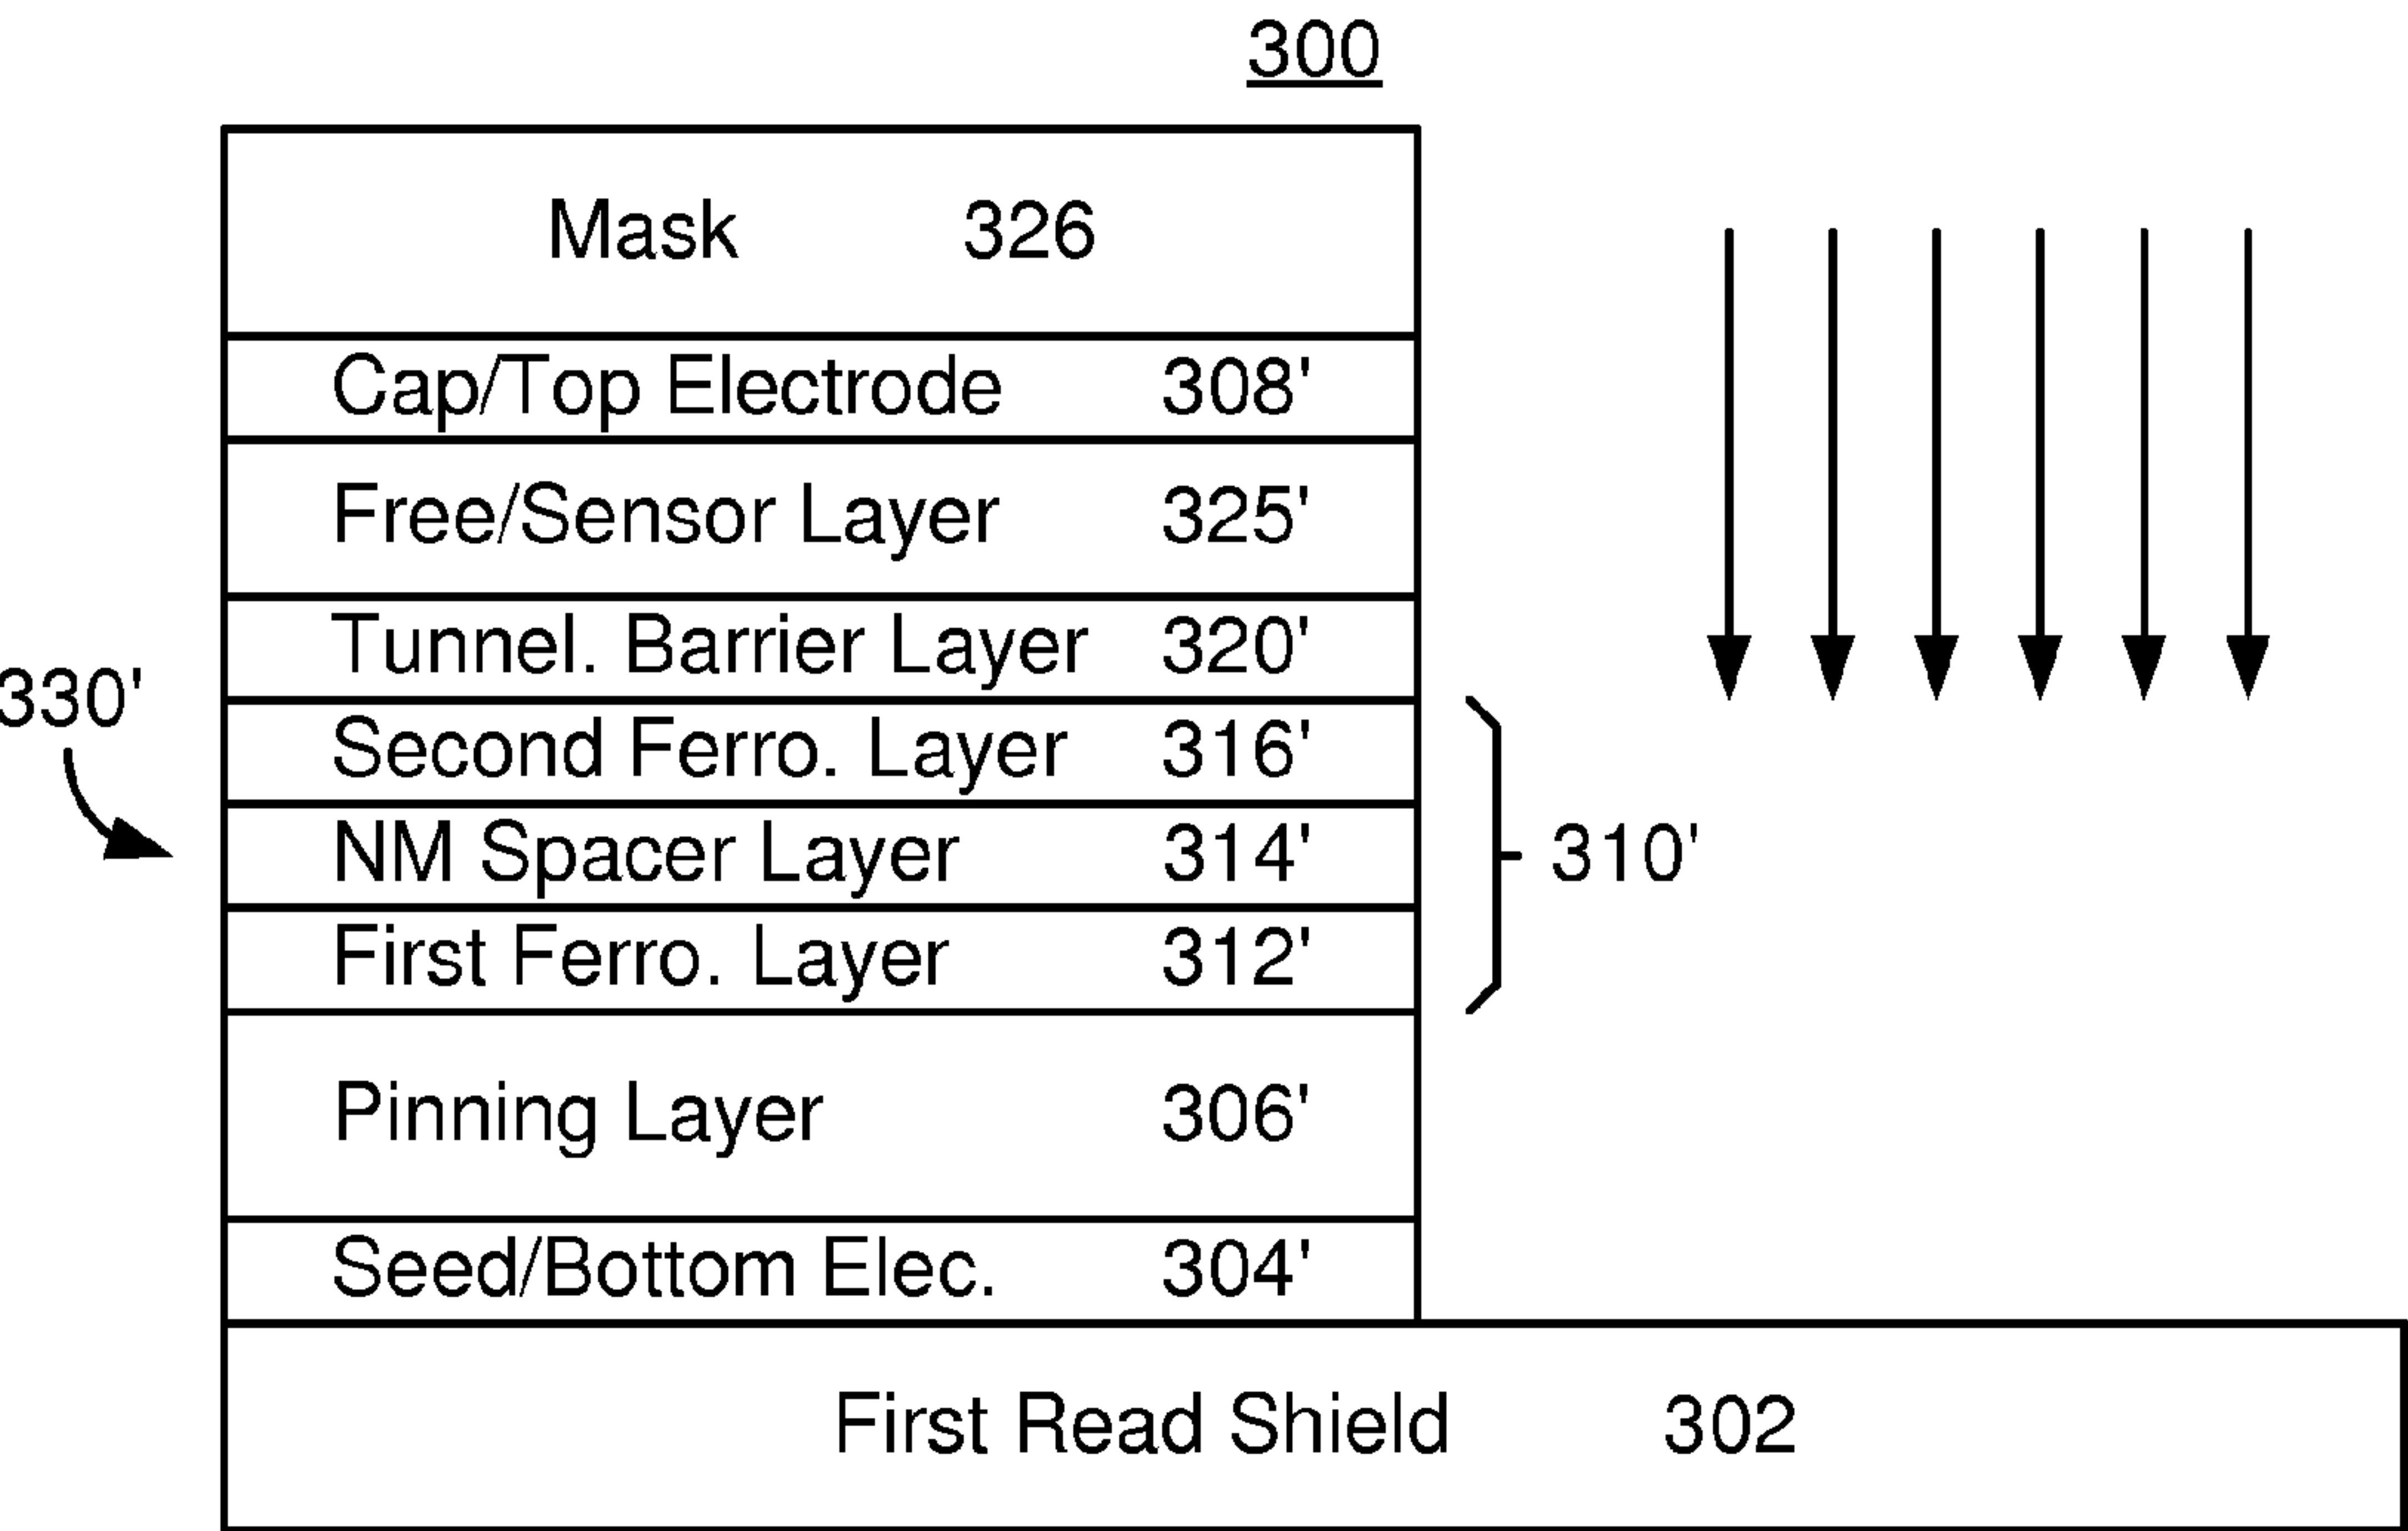 300
Mask 326
Cap/Top Electrode 308'
Free/Sensor Layer 325'
Tunnel. Barrier Layer 320'
330'
Second Ferro. Layer 316'
NM Spacer Layer 314'
310'
First Ferro. Layer 312'
Pinning Layer 306'
Seed/Bottom Elec. 304'
First Read Shield 302